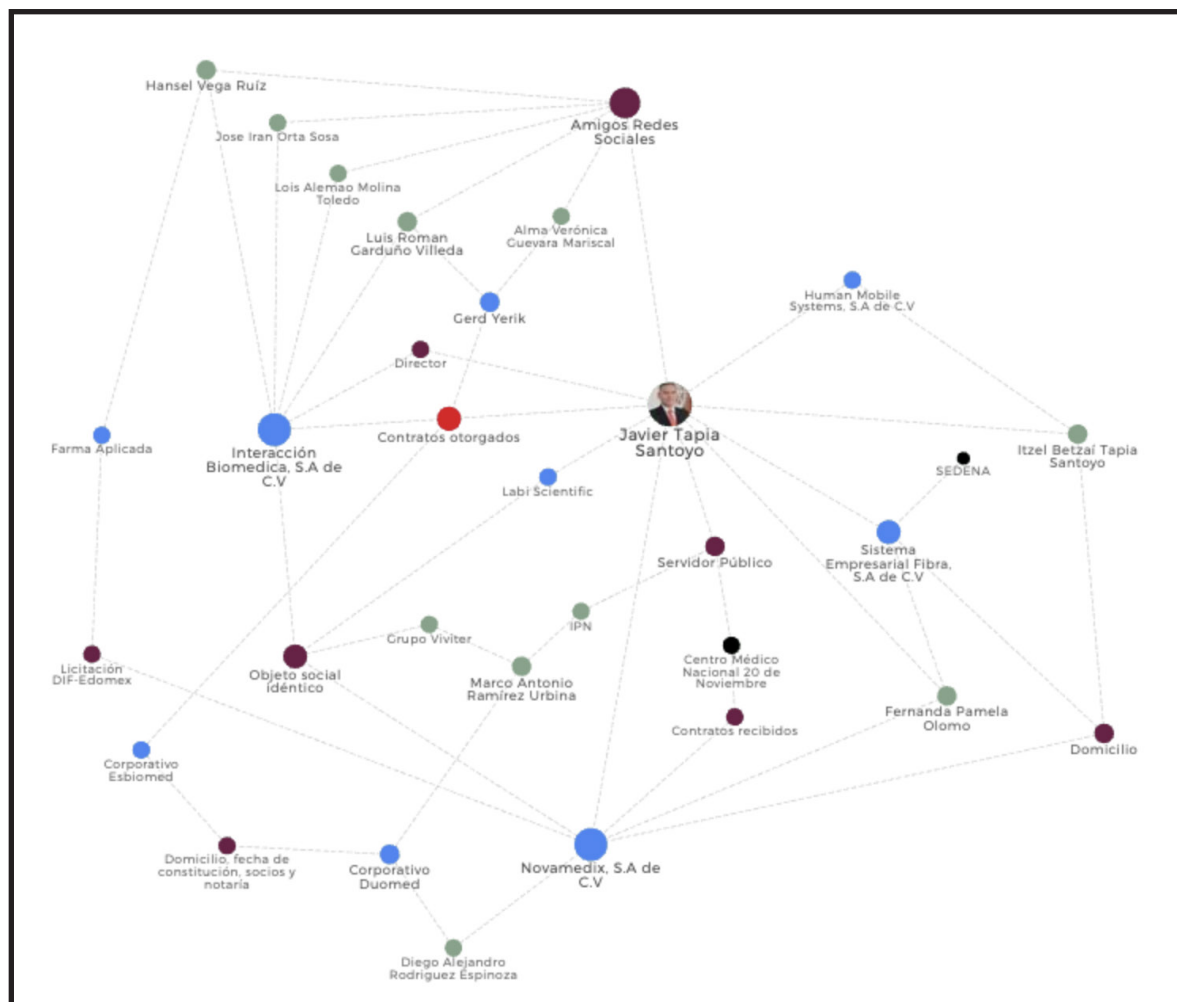 Hansel Vega Ruíz
Amigos Redes
Sociales
Jose Iran Orta Sosa
Lois Alemao Molina
Toledo
Luis Roman
Garduño Villeda
Alma Verónica
Guevara Mariscal
Human Mobile
Systems, S.A de C.V
Gerd Yerik
Director
Javier Tapia
Santoyo
Contratos otorgados
Interacción
Biomedica, S.A de
C.V
Farma Aplicada
Itzel Betzaí Tapia
Santoyo
SEDENA
Labi Scientific
Sistema
Empresarial Fibra,
S.A de C.V
Servidor Público
IPN
Grupo Viviter
Licitación
DIF-Edomex
Objeto social
idéntico
Marco Antonio
Ramírez Urbina
Centro Médico
Nacional 20 de
Noviembre
Fernanda Pamela
Olomo
Contratos recibidos
Domicilio
Corporativo
Esbiomed
Domicilio, fecha de
constitución, socios y
notaría
Corporativo
Duomed
Novamedix, S.A de
C.V
Diego Alejandro
Rodriguez Espinoza